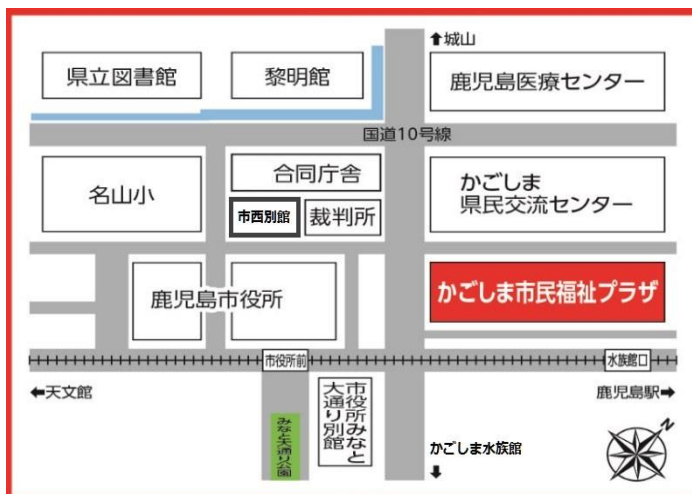 ↑城山
県立図書館
黎明館
鹿児島医療センター
国道10号線
名山小
合同庁舎
市西別館
裁判所
かごしま
県民交流センター
鹿児島市役所
かごしま市民福祉プラザ
市役所前
水族館口
←天文館
鹿児島駅→
市役所みなと
大通り別館
みなと大通り公園
かごしま水族館
↓
N